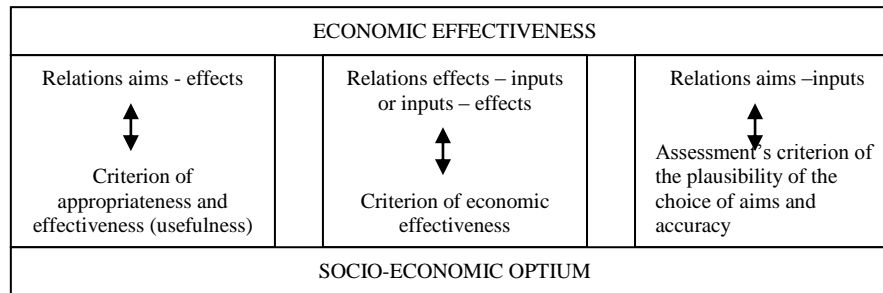 ECONOMIC EFFECTIVENESS
Relations aims - effects
Criterion of
appropriateness and
effectiveness (usefulness)
Relations effects – inputs
or inputs – effects
Criterion of economic
effectiveness
Relations aims –inputs
Assessment's criterion of
the plausibility of the
choice of aims and
accuracy
SOCIO-ECONOMIC OPTIUM